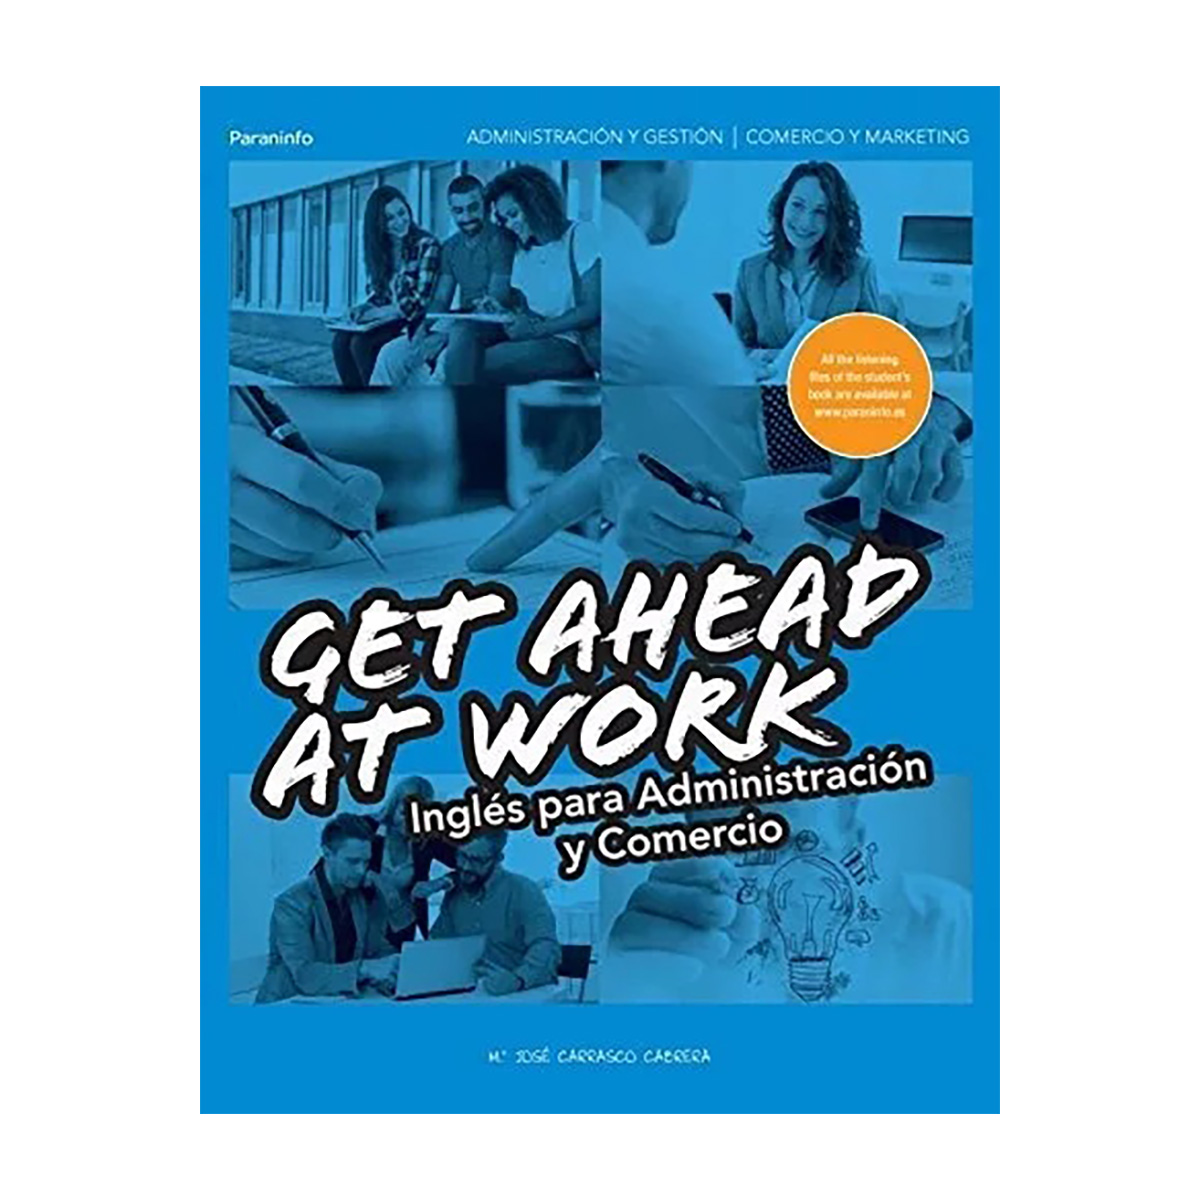 Paraninfo
ADMINISTRACIÓN Y GESTIÓN | COMERCIO Y MARKETING
All the listening
files of the student's
book are available at
www.paraninfo.es
GET AHEAD
AT WORK
Inglés para Administración
y Comercio
M.ª JOSÉ CARRASCO CABRERA